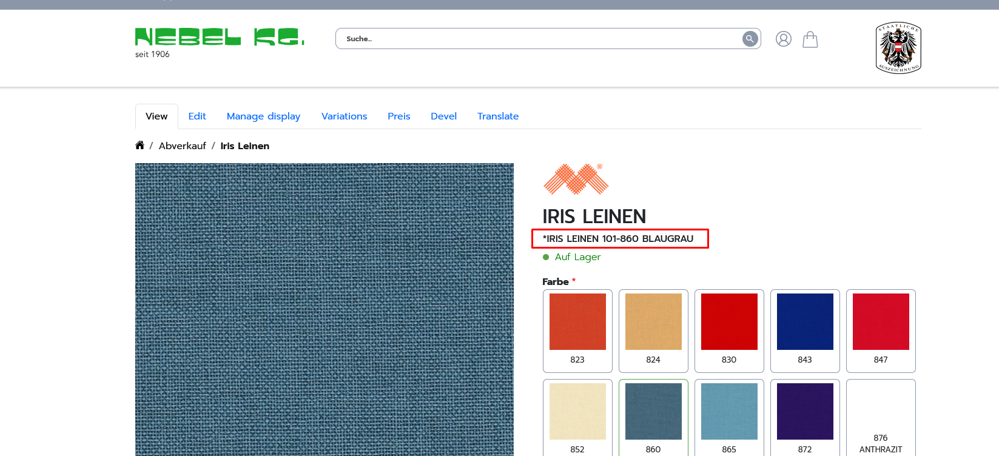 NEBEL KG.
seit 1906
Suche...
STAATLICHE
AUSZEICHNUNG
View Edit Manage display Variations Preis Devel Translate
/ Abverkauf / Iris Leinen
®
IRIS LEINEN
*IRIS LEINEN 101-860 BLAUGRAU
Auf Lager
Farbe *
823 824 830 843 847
852 860 865 872 876 ANTHRAZIT